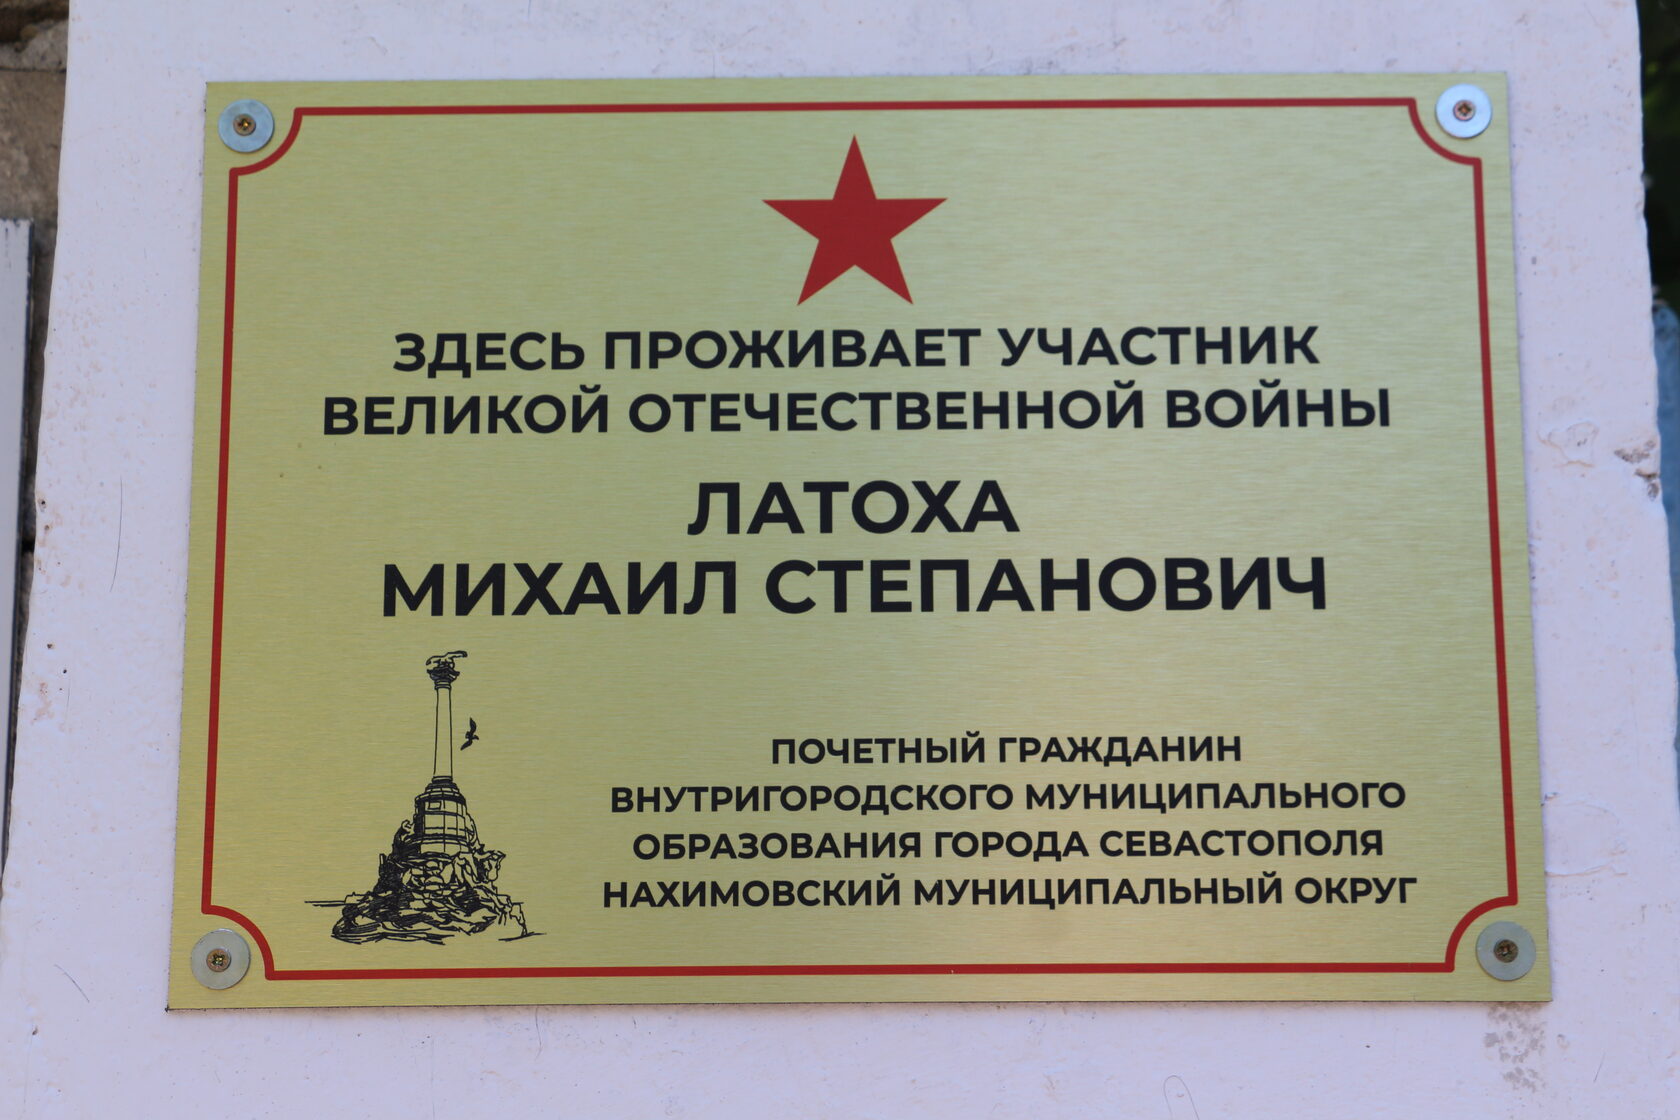 ЗДЕСЬ ПРОЖИВАЕТ УЧАСТНИК
ВЕЛИКОЙ ОТЕЧЕСТВЕННОЙ ВОЙНЫ
ЛАТОХА
МИХАИЛ СТЕПАНОВИЧ
ПОЧЕТНЫЙ ГРАЖДАНИН
ВНУТРИГОРОДСКОГО МУНИЦИПАЛЬНОГО
ОБРАЗОВАНИЯ ГОРОДА СЕВАСТОПОЛЯ
НАХИМОВСКИЙ МУНИЦИПАЛЬНЫЙ ОКРУГ